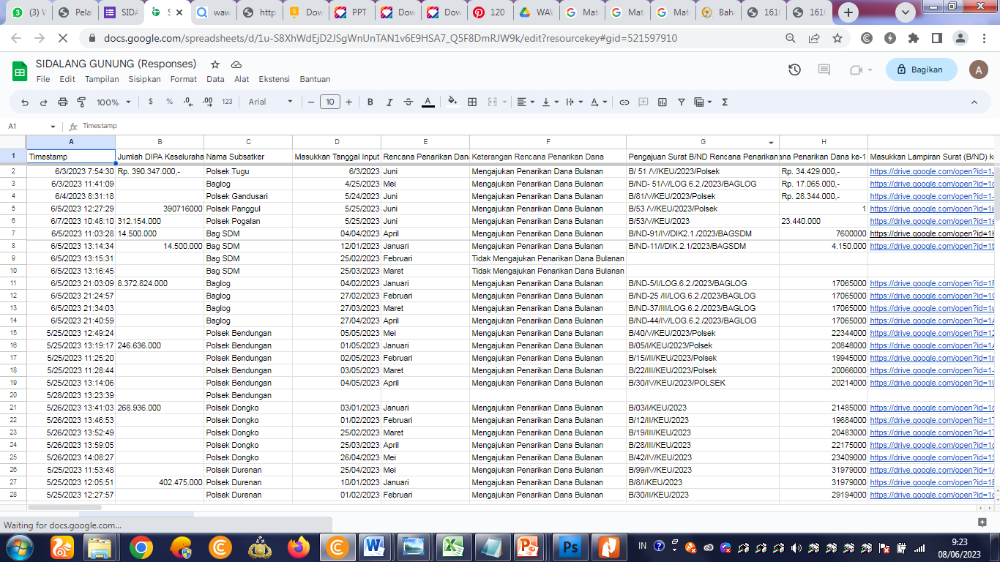 (3) W Pela SIDA S waw http Dow PPT Dow Dow 120 WAW Mat Mat Mat Baha 1610 1610
docs.google.com/spreadsheets/d/1u-S8XhWdEjD2JSgWnUnTAN1v6E9HSA7_Q5F8DmRJW9k/edit?resourcekey#gid=521597910
SIDALANG GUNUNG (Responses)
File Edit Tampilan Sisipkan Format Data Alat Ekstensi Bantuan
Bagikan A
100% $ % .0 .00 123 Arial 10 B I A
A1 fx Timestamp
A B C D E F G H
1 Timestamp Jumlah DIPA Keseluruha Nama Subsatker Masukkan Tanggal Input Rencana Penarikan Dan Keterangan Rencana Penarikan Dana Pengajuan Surat B/ND Rencana Penarikan ana Penarikan Dana ke-1 Masukkan Lampiran Surat (B/ND) k
2 6/3/2023 7:54:30 Rp. 390.347.000,- Polsek Tugu 6/3/2023 Juni Mengajukan Penarikan Dana Bulanan B/ 51 /V/KEU/2023/Polsek Rp. 34.429.000,- https://drive.google.com/open?id=1
3 6/3/2023 11:41:09 Baglog 4/25/2023 Mei Mengajukan Penarikan Dana Bulanan B/ND- 51/V/LOG.6.2./2023/BAGLOG Rp. 17.065.000,- https://drive.google.com/open?id=1
4 6/4/2023 8:31:18 Polsek Gandusari 5/24/2023 Juni Mengajukan Penarikan Dana Bulanan B/81/V/KEU/2023/Polsek Rp. 28.344.000,- https://drive.google.com/open?id=1-
5 6/5/2023 12:27:29 390716000 Polsek Panggul 5/25/2023 Juni Mengajukan Penarikan Dana Bulanan B/53 /V/KEU/2023/Polsek 1 https://drive.google.com/open?id=1
6 6/7/2023 10:48:10 312.154.000 Polsek Pogalan 5/25/2023 Juni Mengajukan Penarikan Dana Bulanan B/53/V/KEU/2023 23.440.000 https://drive.google.com/open?id=1
7 6/5/2023 11:03:28 14.500.000 Bag SDM 04/04/2023 April Mengajukan Penarikan Dana Bulanan B/ND-91/IV/DIK2.1./2023/BAGSDM 7600000 https://drive.google.com/open?id=1
8 6/5/2023 13:14:34 14.500.000 Bag SDM 12/01/2023 Januari Mengajukan Penarikan Dana Bulanan B/ND-11/I/DIK.2.1/2023/BAGSDM 4.150.000 https://drive.google.com/open?id=1
9 6/5/2023 13:15:31 Bag SDM 25/02/2023 Februari Tidak Mengajukan Penarikan Dana Bulanan
10 6/5/2023 13:16:45 Bag SDM 25/03/2023 Maret Tidak Mengajukan Penarikan Dana Bulanan
11 6/5/2023 21:03:09 8.372.824.000 Baglog 04/02/2023 Januari Mengajukan Penarikan Dana Bulanan B/ND-5/I/LOG.6.2./2023/BAGLOG 17065000 https://drive.google.com/open?id=1
12 6/5/2023 21:24:57 Baglog 27/02/2023 Februari Mengajukan Penarikan Dana Bulanan B/ND-25 /II/LOG.6.2./2023/BAGLOG 17065000 https://drive.google.com/open?id=1
13 6/5/2023 21:34:03 Baglog 27/03/2023 Maret Mengajukan Penarikan Dana Bulanan B/ND-37/III/LOG.6.2./2023/BAGLOG 17065000 https://drive.google.com/open?id=1
14 6/5/2023 21:40:59 Baglog 27/04/2023 April Mengajukan Penarikan Dana Bulanan B/ND-44/IV/LOG.6.2./2023/BAGLOG 17065000 https://drive.google.com/open?id=1
15 5/25/2023 12:49:24 Polsek Bendungan 05/05/2023 Mei Mengajukan Penarikan Dana Bulanan B/40/V/KEU/2023/Polsek 22344000 https://drive.google.com/open?id=12
16 5/25/2023 13:19:17 246.636.000 Polsek Bendungan 01/05/2023 Januari Mengajukan Penarikan Dana Bulanan B/05/I/KEU/2023/Polsek 20848000 https://drive.google.com/open?id=1
17 5/25/2023 11:25:20 Polsek Bendungan 02/05/2023 Februari Mengajukan Penarikan Dana Bulanan B/15//II/KEU/2023/Polsek 19945000 https://drive.google.com/open?id=1
18 5/25/2023 11:28:44 Polsek Bendungan 03/05/2023 Maret Mengajukan Penarikan Dana Bulanan B/22/III/KEU/2023/Polsek 20066000 https://drive.google.com/open?id=1-
19 5/25/2023 13:14:06 Polsek Bendungan 04/05/2023 April Mengajukan Penarikan Dana Bulanan B/30/IV/KEU/2023/POLSEK 20214000 https://drive.google.com/open?id=1
20 5/28/2023 13:23:39 Polsek Bendungan
21 5/26/2023 13:41:03 268.936.000 Polsek Dongko 03/01/2023 Januari Mengajukan Penarikan Dana Bulanan B/03/I/KEU/2023 21485000 https://drive.google.com/open?id=1
22 5/26/2023 13:46:53 Polsek Dongko 01/02/2023 Februari Mengajukan Penarikan Dana Bulanan B/12/II/KEU/2023 19684000 https://drive.google.com/open?id=1
23 5/26/2023 13:52:49 Polsek Dongko 25/02/2023 Maret Mengajukan Penarikan Dana Bulanan B/19/III/KEU/2023 20483000 https://drive.google.com/open?id=1
24 5/26/2023 13:59:05 Polsek Dongko 25/03/2023 April Mengajukan Penarikan Dana Bulanan B/28/III/KEU/2023 22175000 https://drive.google.com/open?id=1
25 5/26/2023 14:08:27 Polsek Dongko 26/04/2023 Mei Mengajukan Penarikan Dana Bulanan B/42/IV/KEU/2023 23409000 https://drive.google.com/open?id=1
26 5/25/2023 11:53:48 Polsek Durenan 25/04/2023 Mei Mengajukan Penarikan Dana Bulanan B/99/IV/KEU/2023 31979000 https://drive.google.com/open?id=1
27 5/25/2023 12:05:51 402.475.000 Polsek Durenan 10/01/2023 Januari Mengajukan Penarikan Dana Bulanan B/8/I/KEU/2023 31979000 https://drive.google.com/open?id=1
28 5/25/2023 12:27:57 Polsek Durenan 01/02/2023 Februari Mengajukan Penarikan Dana Bulanan B/30/II/KEU/2023 29194000 https://drive.google.com/open?id=1
Waiting for docs.google.com...
IN 9:23
08/06/2023